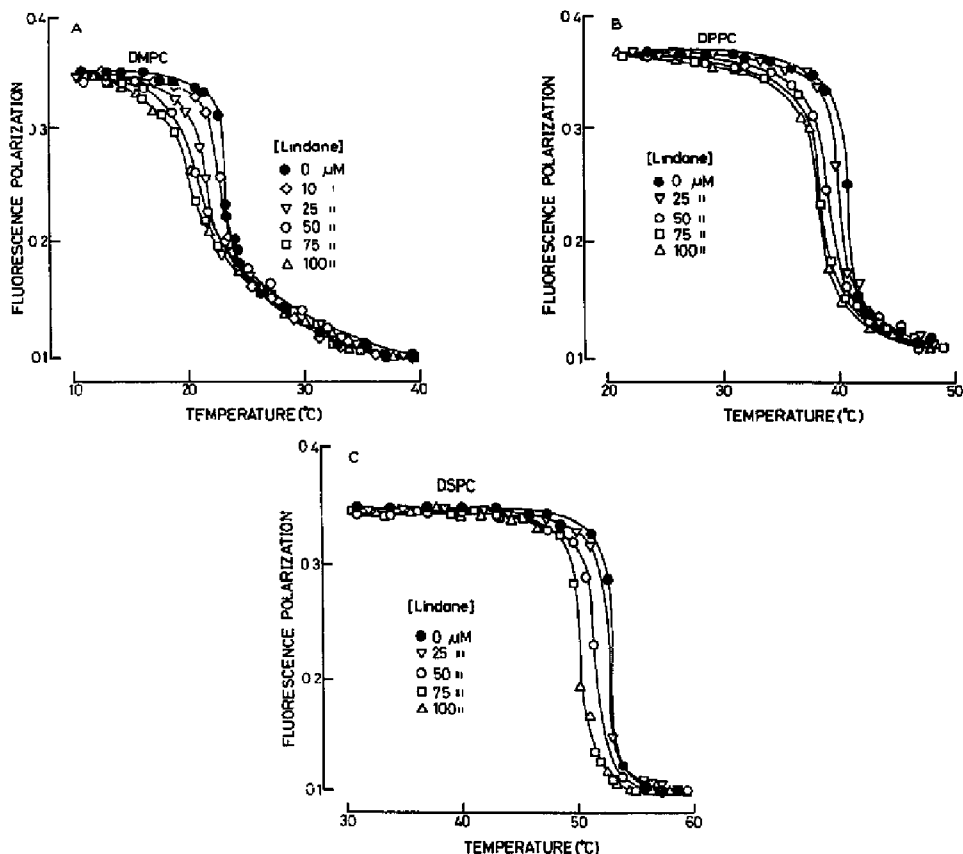 A
DMPC
FLUORESCENCE POLARIZATION
0.4
0.3
0.2
0.1
[Lindane]
0 μM
10 "
25 "
50 "
75 "
100 "
10 20 30 40
TEMPERATURE (°C)
B
DPPC
FLUORESCENCE POLARIZATION
0.4
0.3
0.2
0.1
[Lindane]
0 μM
25 "
50 "
75 "
100 "
20 30 40 50
TEMPERATURE (°C)
C
DSPC
FLUORESCENCE POLARIZATION
0.4
0.3
0.2
0.1
[Lindane]
0 μM
25 "
50 "
75 "
100 "
30 40 50 60
TEMPERATURE (°C)